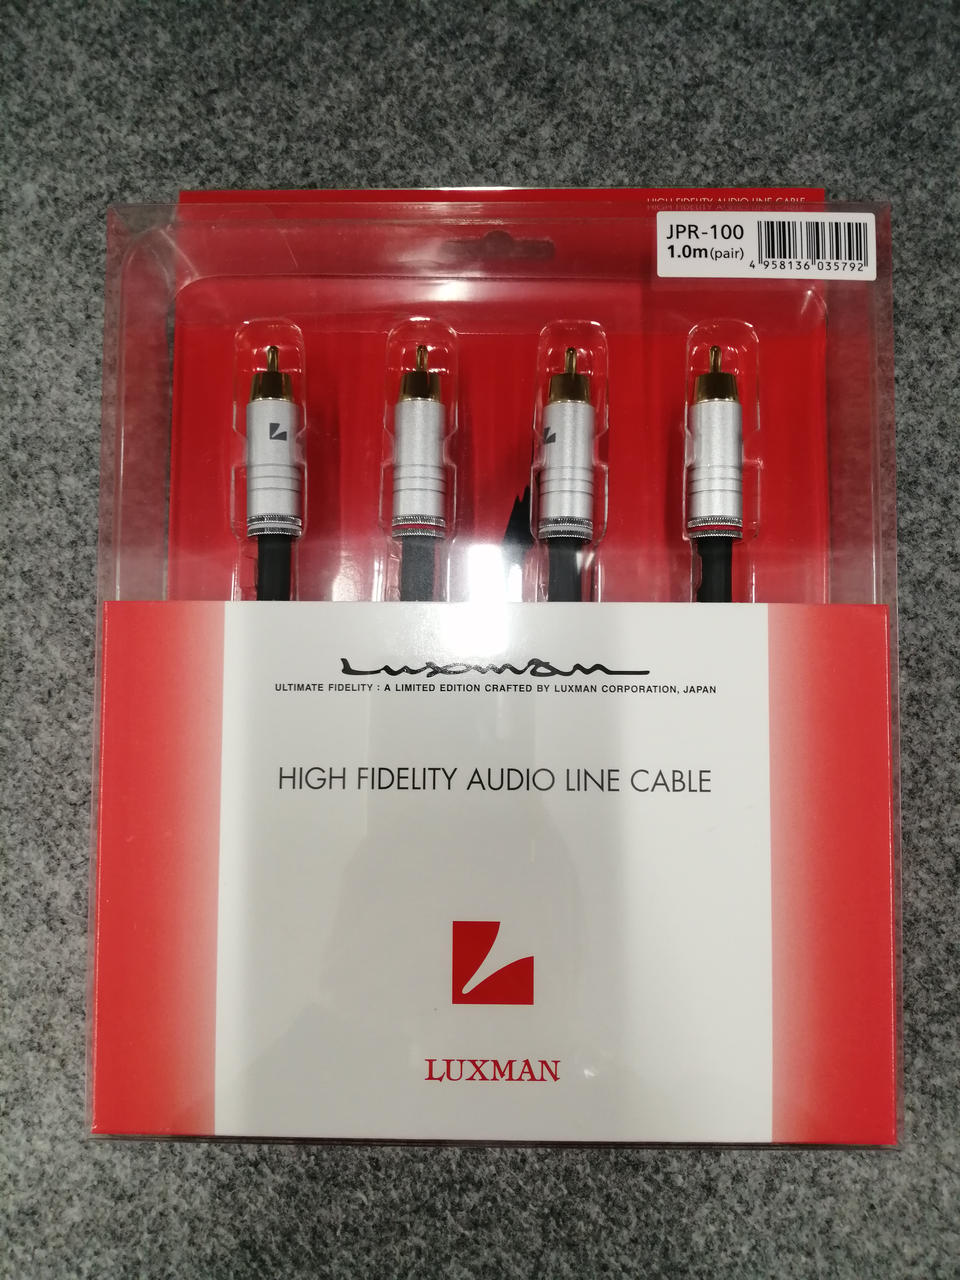 HIGH FIDELITY AUDIO LINE CABLE
JPR-100
1.0m(pair)
4 958136 035792
Luxman
ULTIMATE FIDELITY : A LIMITED EDITION CRAFTED BY LUXMAN CORPORATION, JAPAN
HIGH FIDELITY AUDIO LINE CABLE
LUXMAN